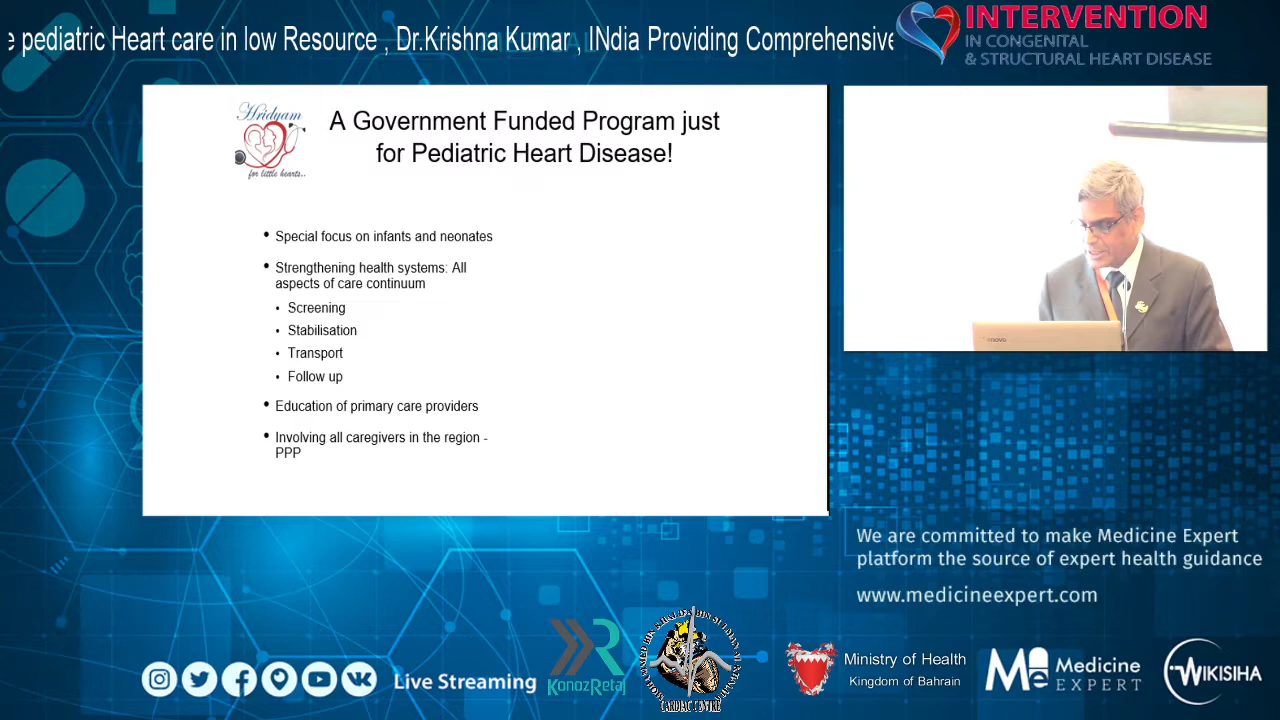 e pediatric Heart care in low Resource , Dr.Krishna Kumar , INdia Providing Comprehensive
INTERVENTION
IN CONGENITAL
& STRUCTURAL HEART DISEASE
Hridyam
for little hearts..
A Government Funded Program just
for Pediatric Heart Disease!
• Special focus on infants and neonates
• Strengthening health systems: All
aspects of care continuum
• Screening
• Stabilisation
• Transport
• Follow up
• Education of primary care providers
• Involving all caregivers in the region -
PPP
lenovo
We are committed to make Medicine Expert
platform the source of expert health guidance
www.medicineexpert.com
Live Streaming
KanozRetaj
CARDIAC CENTRE
Ministry of Health
Kingdom of Bahrain
Me Medicine
EXPERT
WIKISIHA